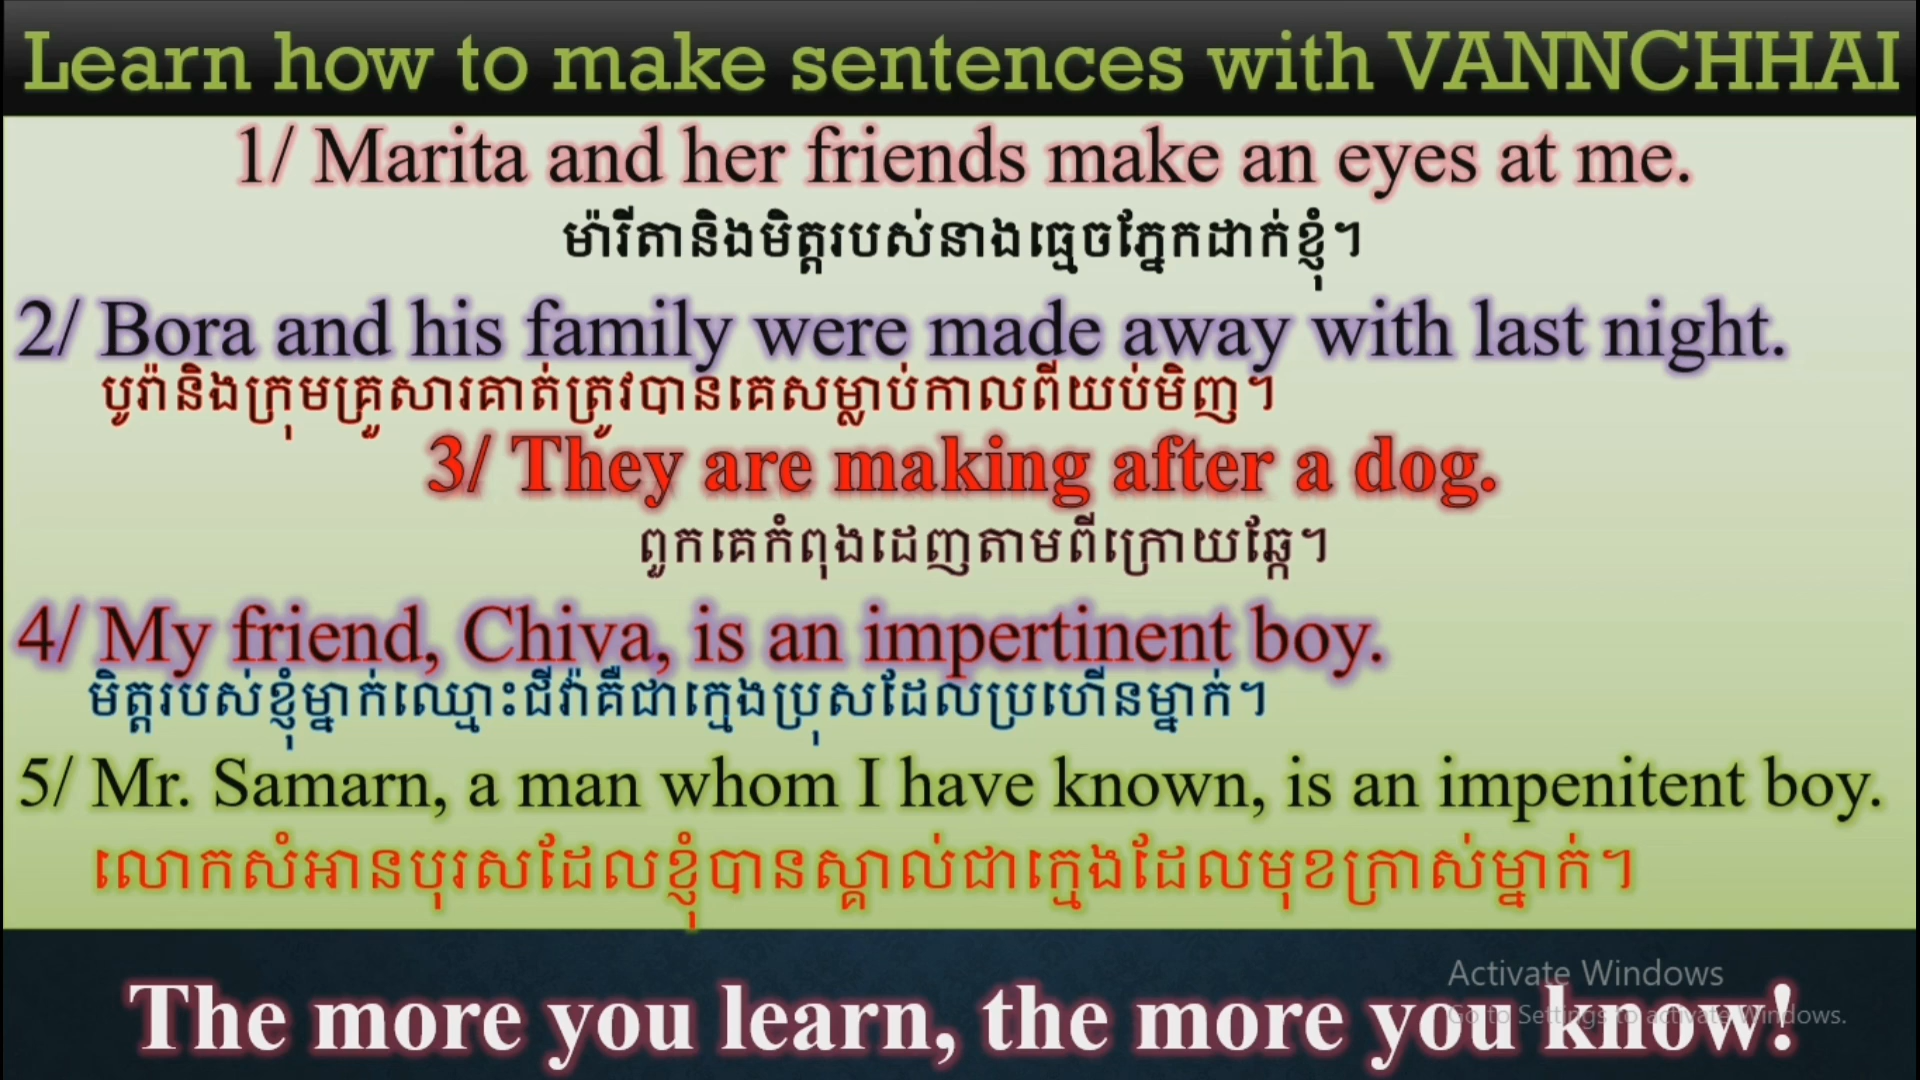 Learn how to make sentences with VANNCHHAI
1/ Marita and her friends make an eyes at me.
ម៉ារីតានិងមិត្តរបស់នាងធ្មេចភ្នែកដាក់ខ្ញុំ។
2/ Bora and his family were made away with last night.
បូរ៉ានិងក្រុមគ្រួសារគាត់ត្រូវបានគេសម្លាប់កាលពីយប់មិញ។
3/ They are making after a dog.
ពួកគេកំពុងដេញតាមពីក្រោយឆ្កែ។
4/ My friend, Chiva, is an impertinent boy.
មិត្តរបស់ខ្ញុំម្នាក់ឈ្មោះជីវ៉ាគឺជាក្មេងប្រុសដែលប្រហើនម្នាក់។
5/ Mr. Samarn, a man whom I have known, is an impenitent boy.
លោកសំអានបុរសដែលខ្ញុំបានស្គាល់ជាក្មេងដែលមុខក្រាស់ម្នាក់។
Activate Windows
Go to Settings to activate Windows.
The more you learn, the more you know!